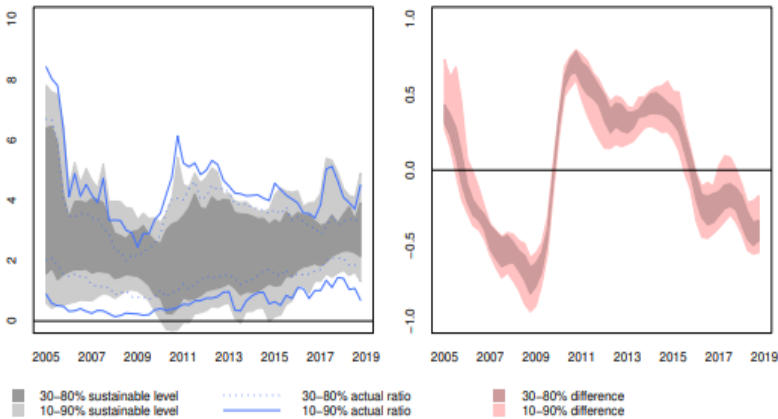 10
8
6
4
2
0
2005 2007 2009 2011 2013 2015 2017 2019
1.0
0.5
0.0
−0.5
−1.0
2005 2007 2009 2011 2013 2015 2017 2019
30−80% sustainable level 30−80% actual ratio 30−80% difference
10−90% sustainable level 10−90% actual ratio 10−90% difference